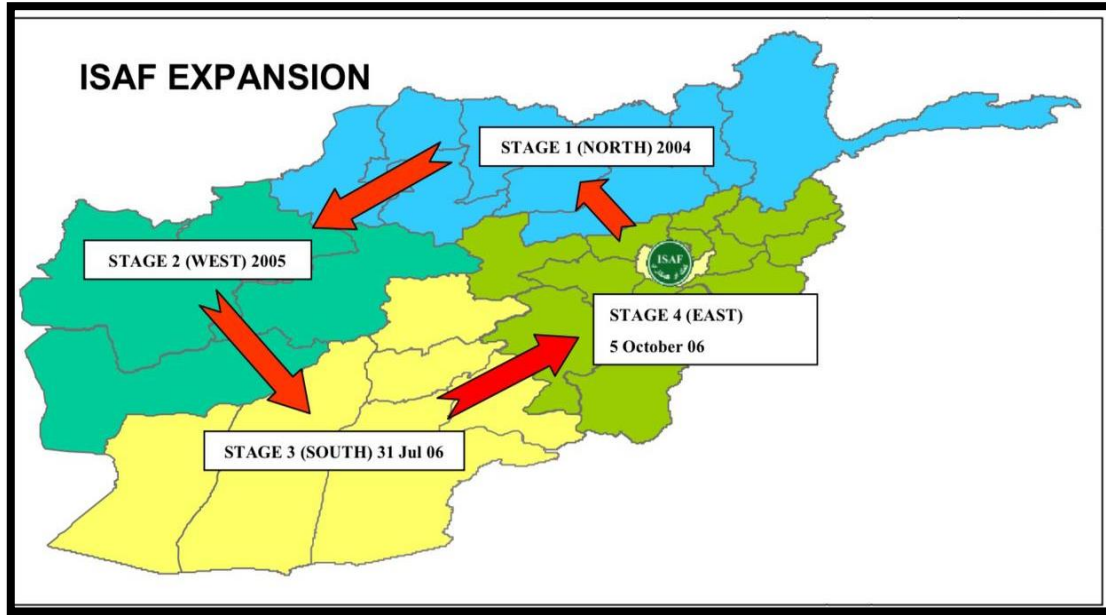 ISAF EXPANSION
STAGE 1 (NORTH) 2004
STAGE 2 (WEST) 2005
ISAF
STAGE 4 (EAST)
5 October 06
STAGE 3 (SOUTH) 31 Jul 06